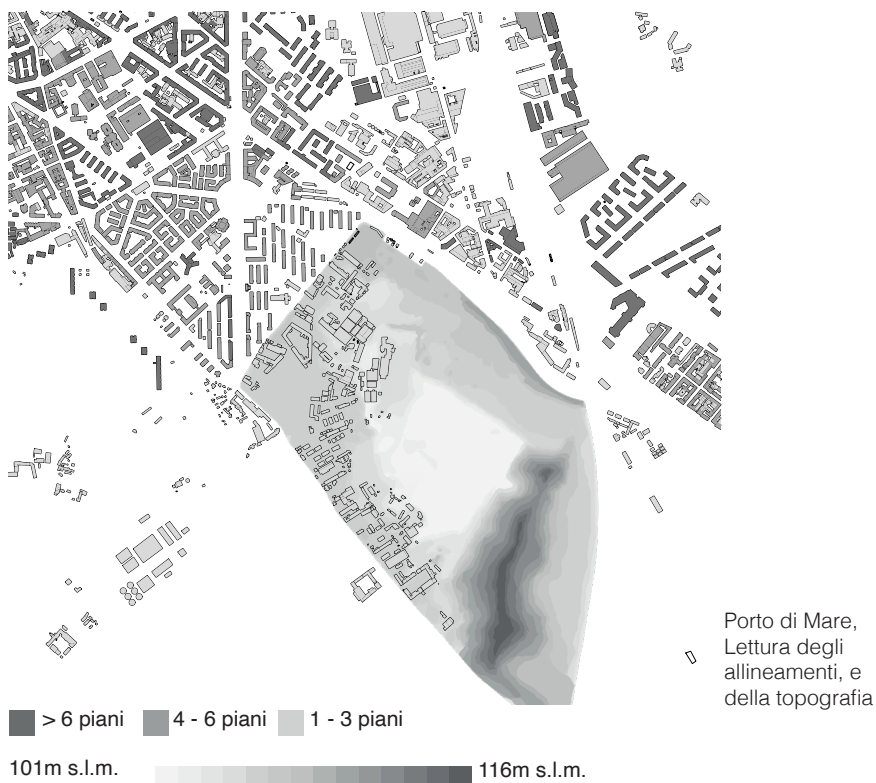 Porto di Mare,
Lettura degli
allineamenti, e
della topografia
> 6 piani
4 - 6 piani
1 - 3 piani
101m s.l.m.
116m s.l.m.